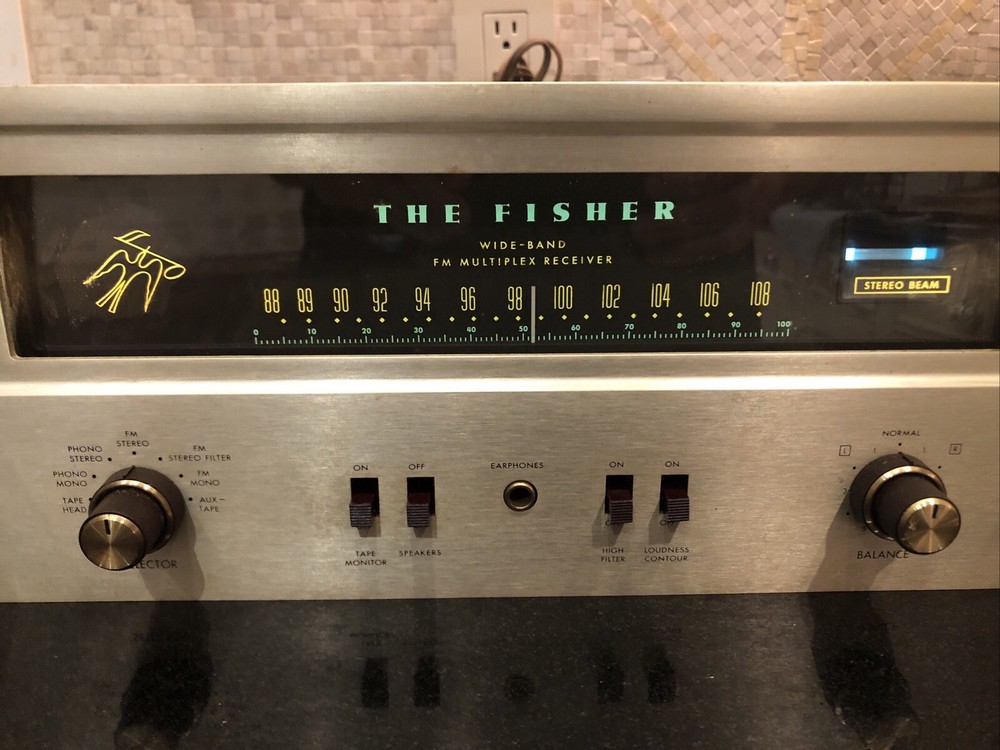 THE FISHER
WIDE-BAND
FM MULTIPLEX RECEIVER
STEREO BEAM
88 89 90 92 94 96 98 100 102 104 106 108
0 10 20 30 40 50 60 70 80 90 100
FM
STEREO
PHONO
STEREO
FM
STEREO FILTER
PHONO
MONO
FM
MONO
TAPE
HEAD
AUX-
TAPE
ON
OFF
EARPHONES
ON
ON
NORMAL
L
R
TAPE
MONITOR
SPEAKERS
HIGH
FILTER
LOUDNESS
CONTOUR
BALANCE